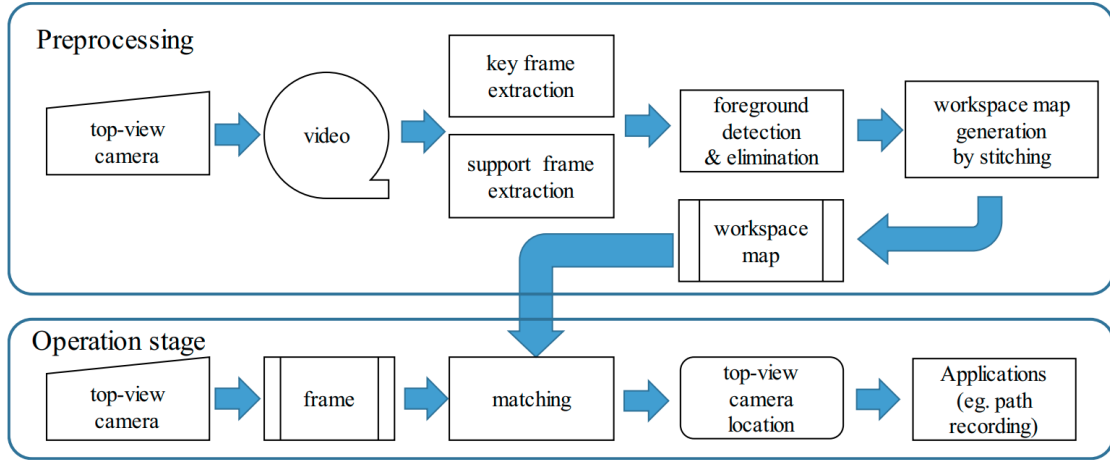 Preprocessing
top-view
camera
video
key frame
extraction
support  frame
extraction
foreground
detection
& elimination
workspace map
generation
by stitching
workspace
map
Operation stage
top-view
camera
frame
matching
top-view
camera
location
Applications
(eg. path
recording)